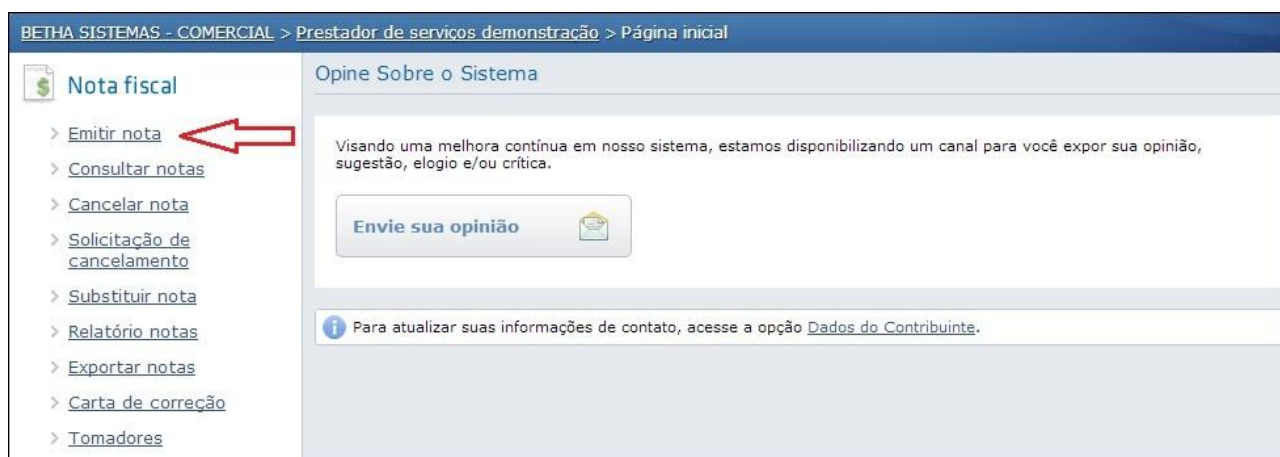 BETHA SISTEMAS - COMERCIAL > Prestador de serviços demonstração > Página inicial
Nota fiscal
> Emitir nota
> Consultar notas
> Cancelar nota
> Solicitação de
cancelamento
> Substituir nota
> Relatório notas
> Exportar notas
> Carta de correção
> Tomadores
Opine Sobre o Sistema
Visando uma melhora contínua em nosso sistema, estamos disponibilizando um canal para você expor sua opinião,
sugestão, elogio e/ou crítica.
Envie sua opinião
Para atualizar suas informações de contato, acesse a opção Dados do Contribuinte.